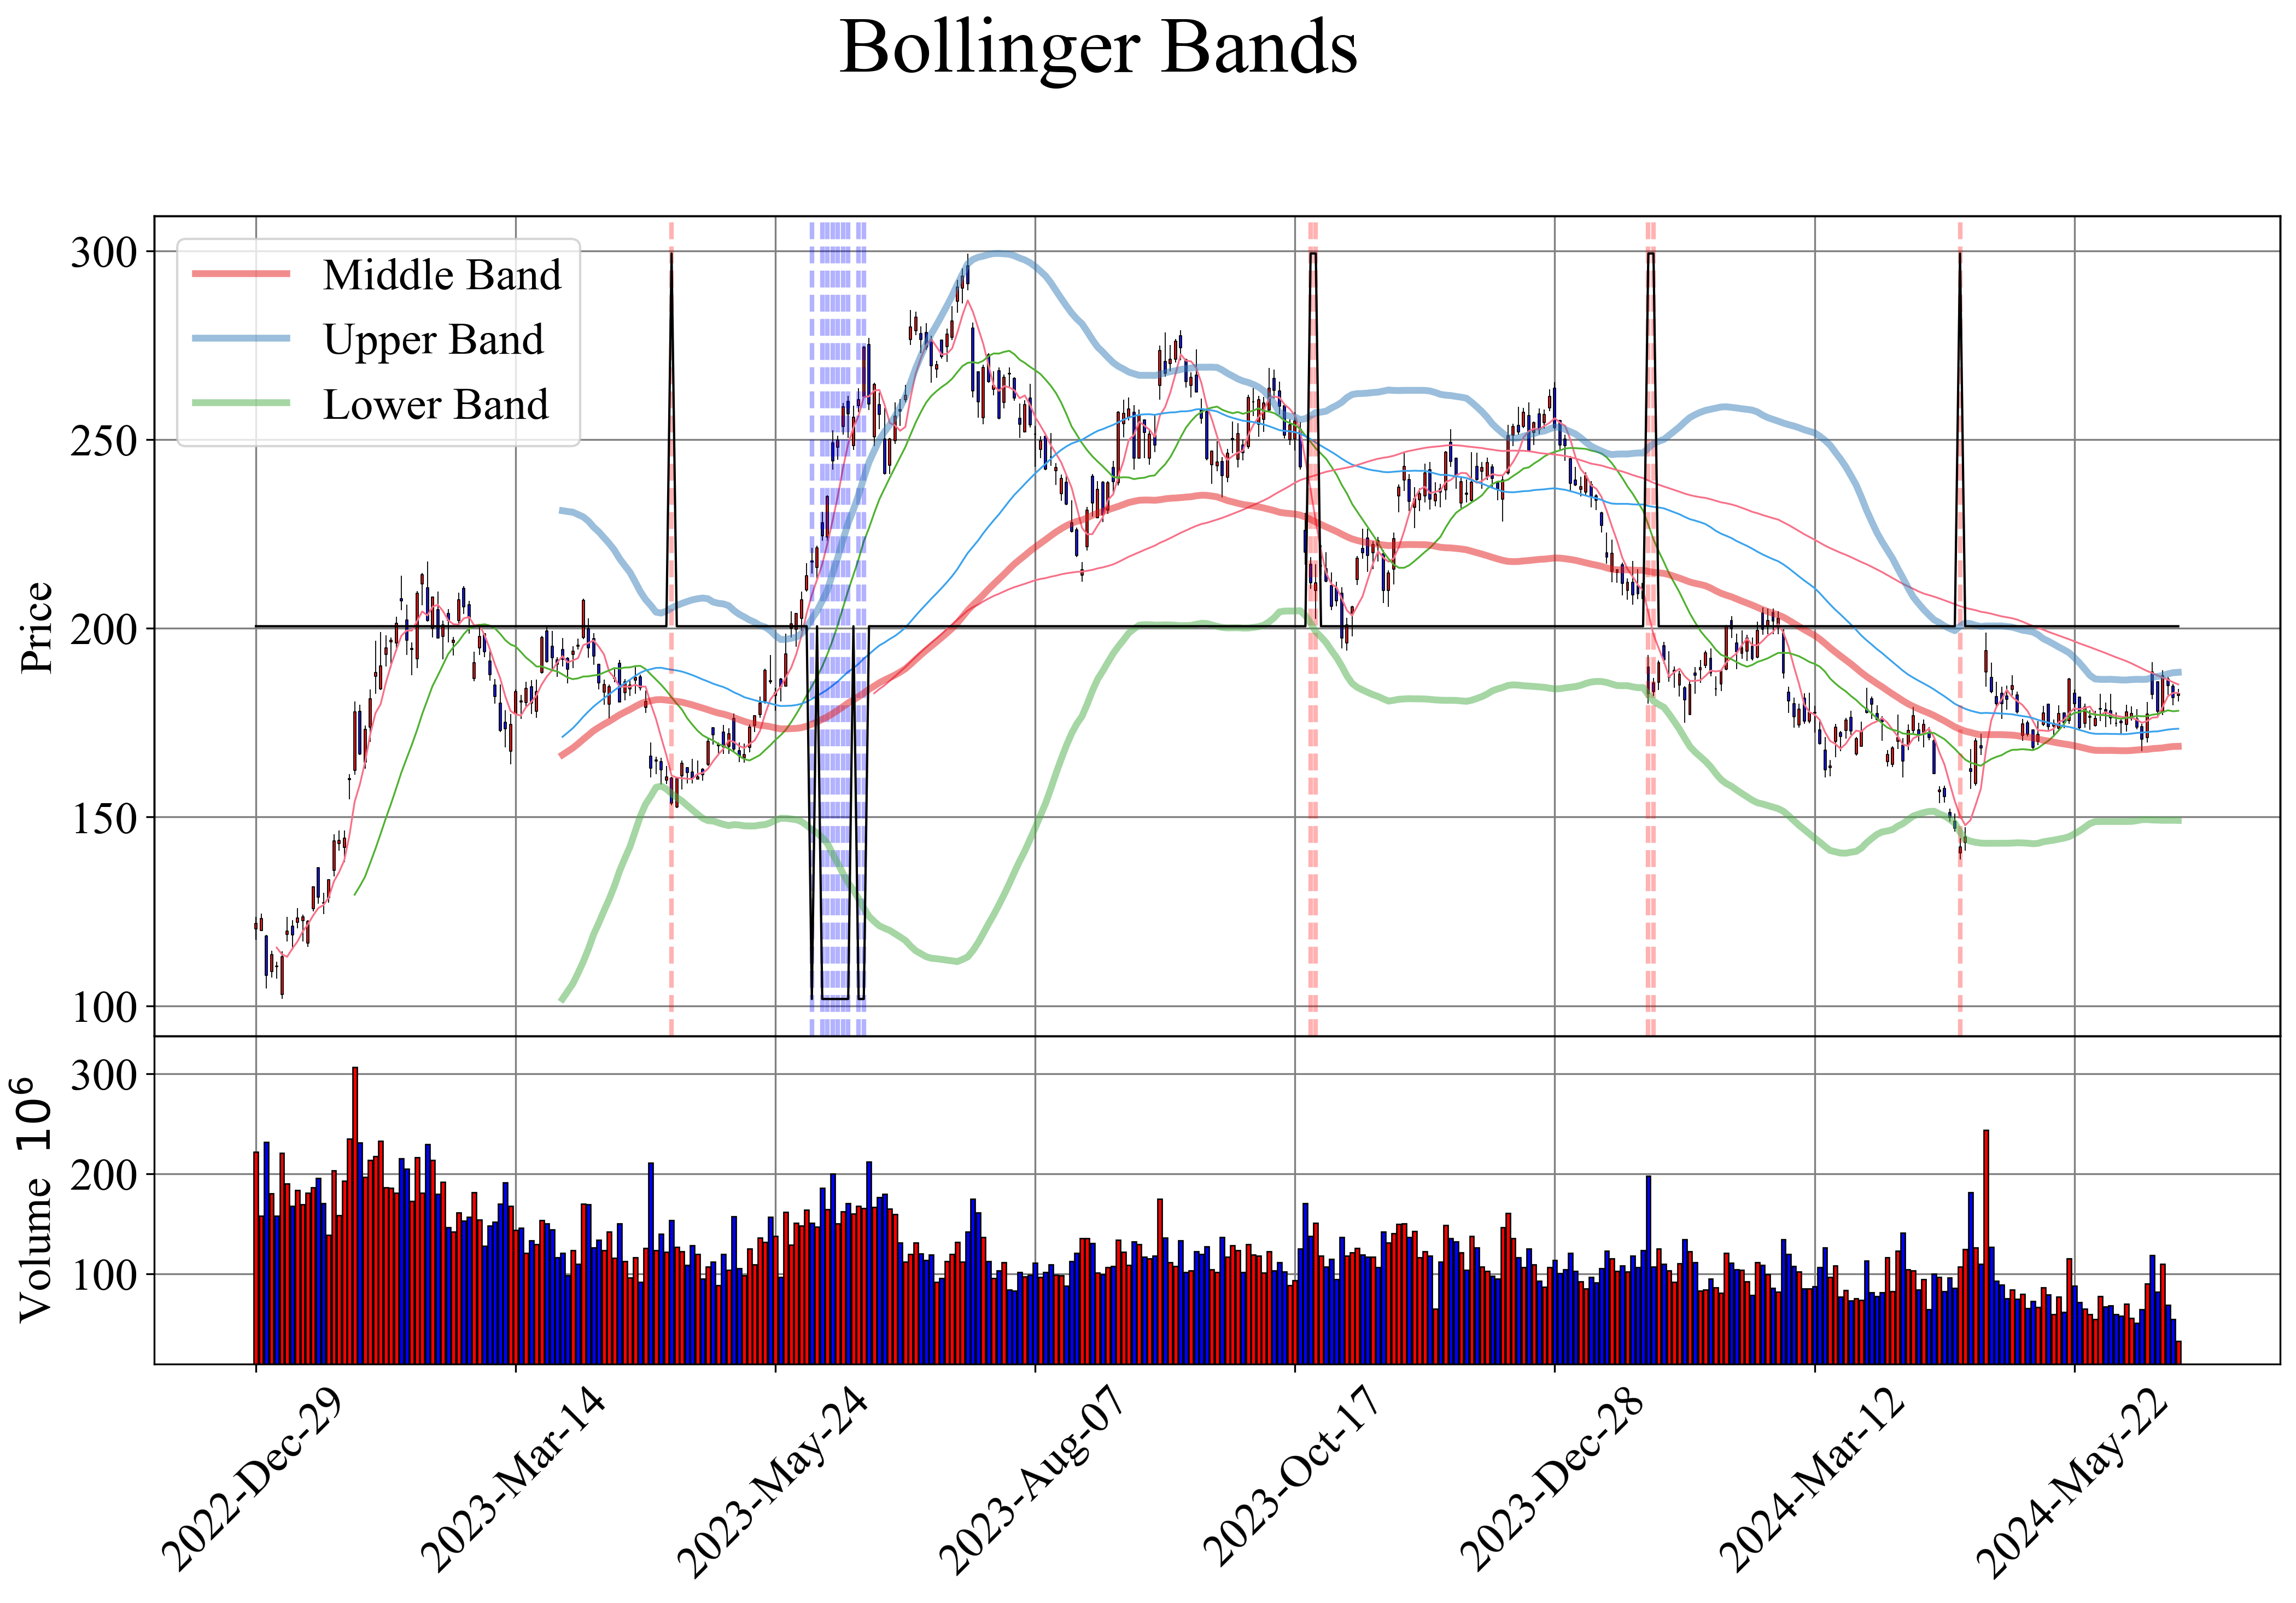 Bollinger Bands
Middle Band
Upper Band
Lower Band
Price
300
250
200
150
100
Volume 10^6
300
200
100
2022-Dec-29
2023-Mar-14
2023-May-24
2023-Aug-07
2023-Oct-17
2023-Dec-28
2024-Mar-12
2024-May-22